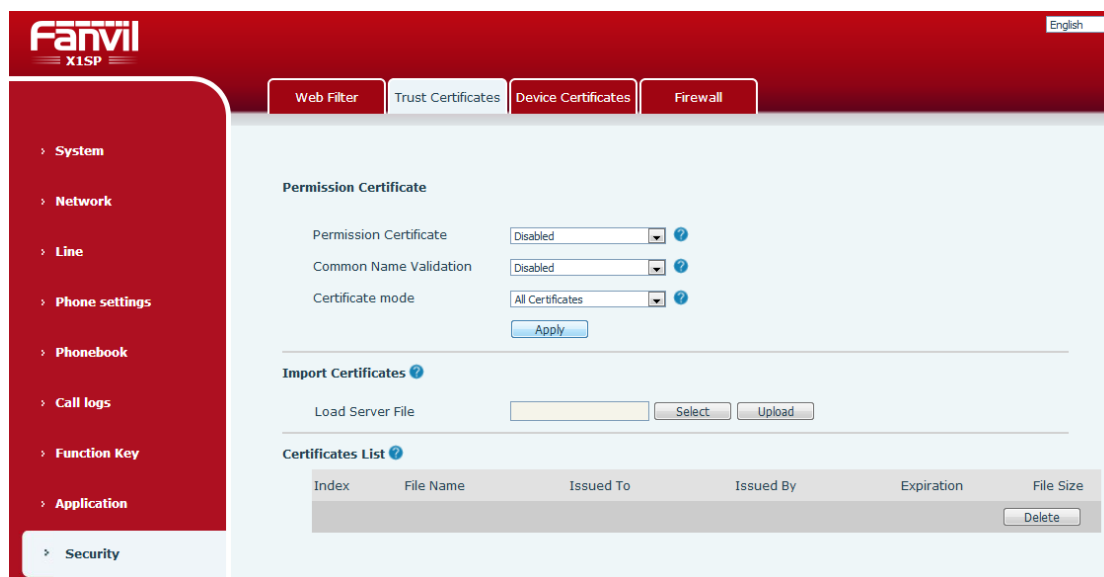 Fanvil
X1SP
English
Web Filter
Trust Certificates
Device Certificates
Firewall
› System
› Network
› Line
› Phone settings
› Phonebook
› Call logs
› Function Key
› Application
› Security
Permission Certificate
Permission Certificate Disabled ?
Common Name Validation Disabled ?
Certificate mode All Certificates ?
Apply
Import Certificates ?
Load Server File Select Upload
Certificates List ?
Index File Name Issued To Issued By Expiration File Size
Delete